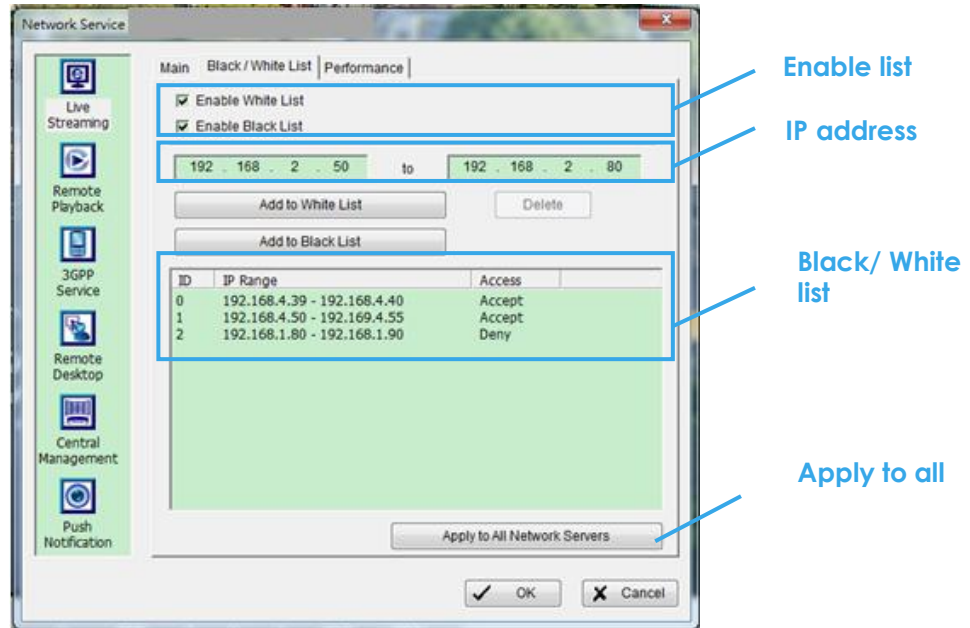 Network Service
Live
Streaming
Remote
Playback
3GPP
Service
Remote
Desktop
Central
Management
Push
Notification
Main Black / White List Performance
Enable White List
Enable Black List
192 . 168 . 2 . 50 to 192 . 168 . 2 . 80
Add to White List Delete
Add to Black List
ID IP Range Access
0 192.168.4.39 - 192.168.4.40 Accept
1 192.168.4.50 - 192.169.4.55 Accept
2 192.168.1.80 - 192.168.1.90 Deny
Apply to All Network Servers
OK Cancel
Enable list
IP address
Black/ White
list
Apply to all